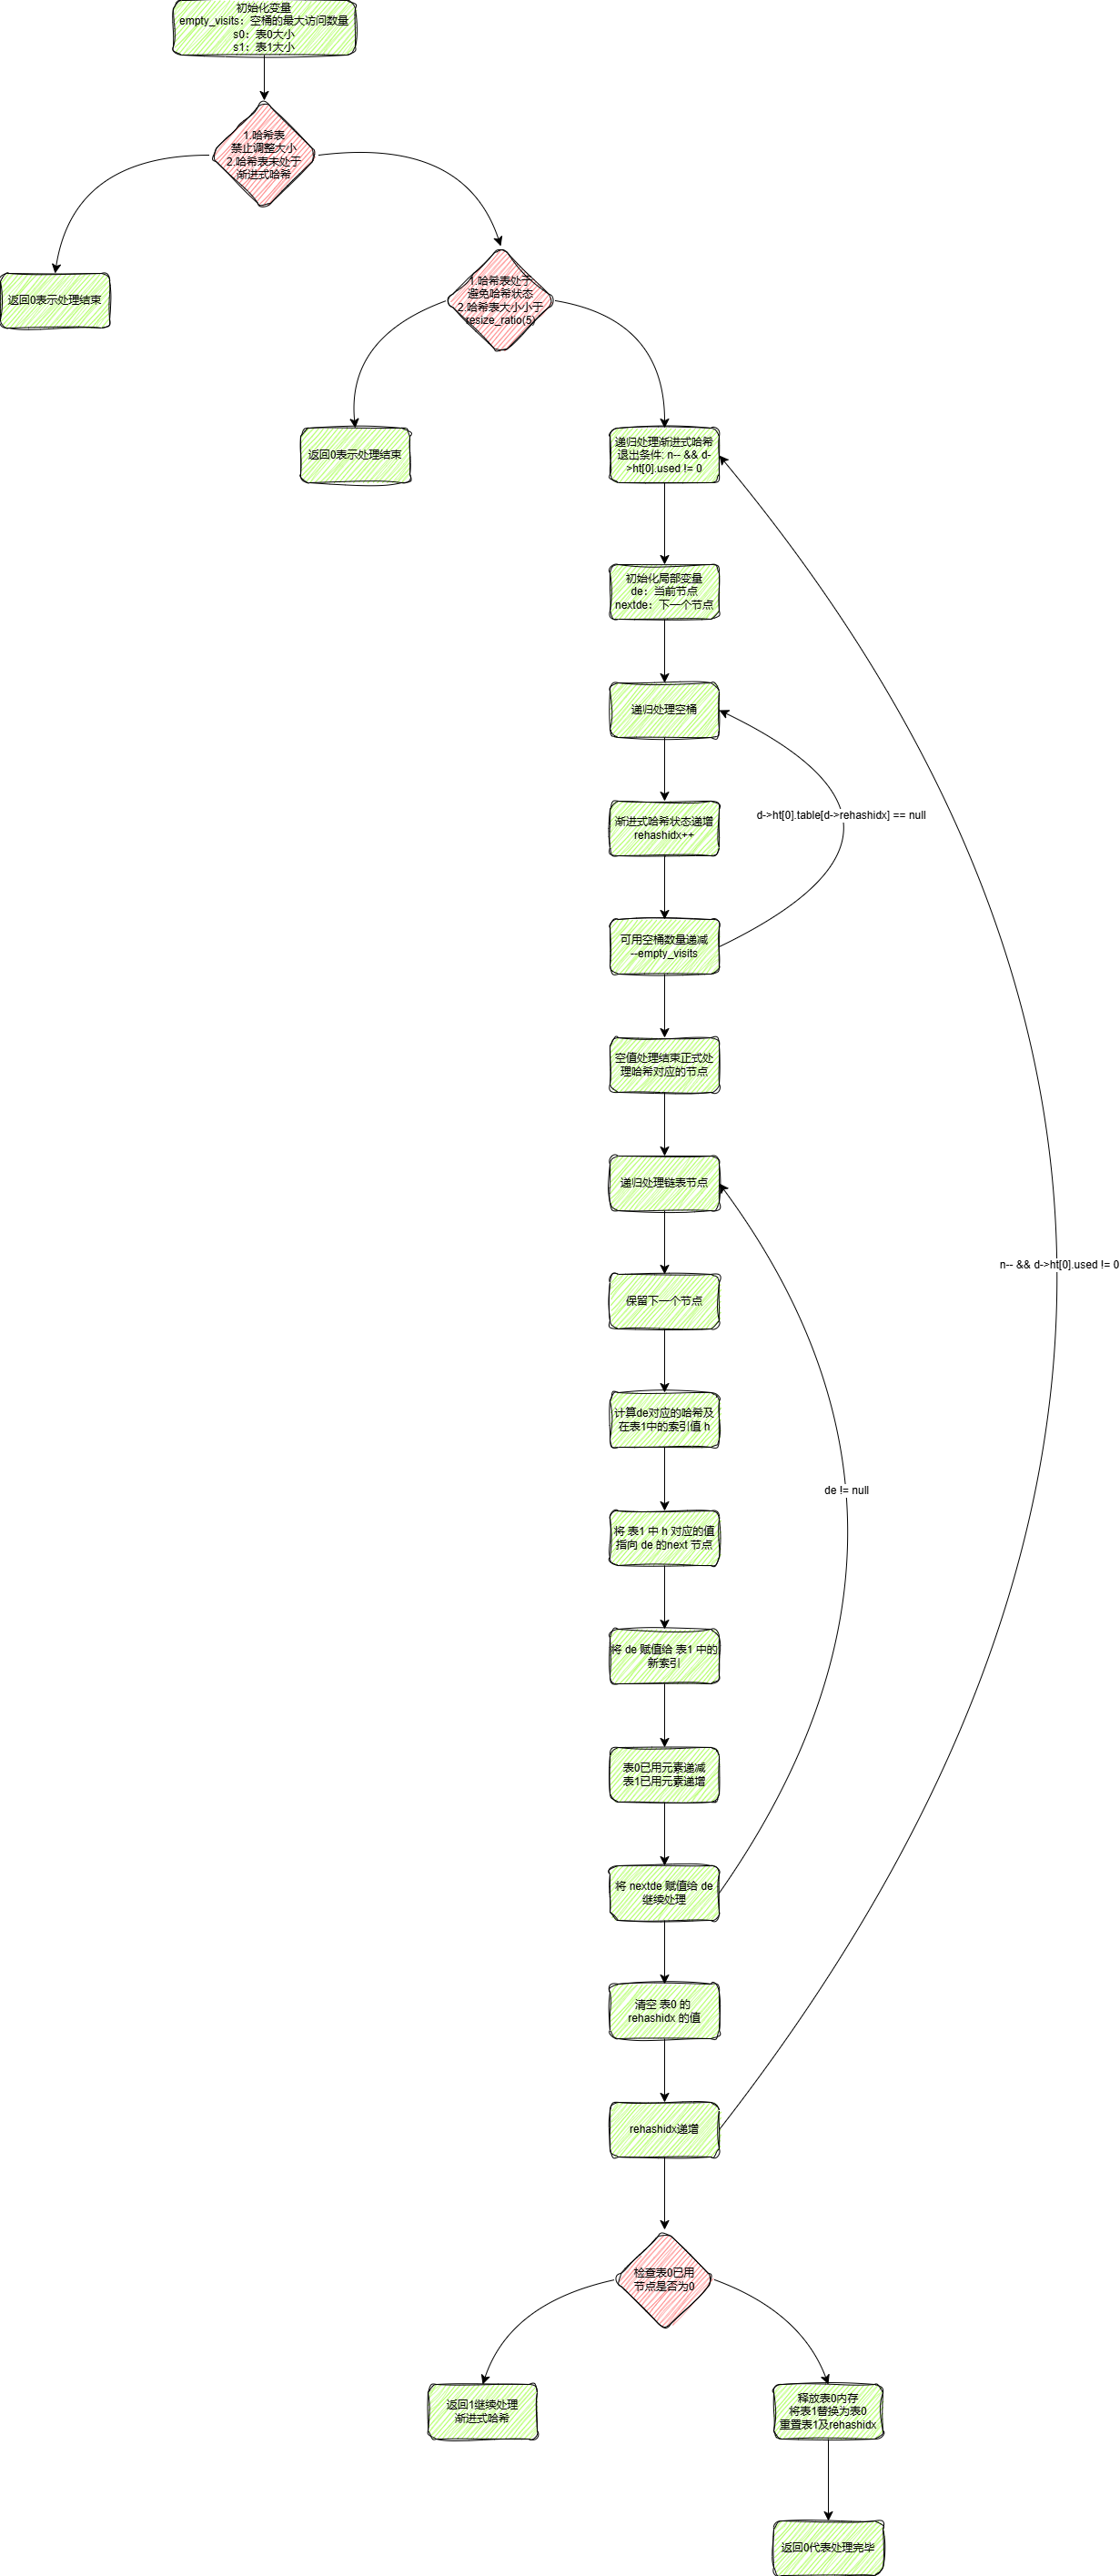 初始化变量
empty_visits：空桶的最大访问数量
s0：表0大小
s1：表1大小
1.哈希表
禁止调整大小
2.哈希表未处于
渐进式哈希
返回0表示处理结束
1.哈希表处于
避免哈希状态
2.哈希表大小小于
resize_ratio(5)
返回0表示处理结束
递归处理渐进式哈希
退出条件: n-- && d-
>ht[0].used != 0
初始化局部变量
de：当前节点
nextde：下一个节点
递归处理空桶
渐进式哈希状态递增
rehashidx++
d->ht[0].table[d->rehashidx] == null
可用空桶数量递减
--empty_visits
空值处理结束正式处
理哈希对应的节点
递归处理链表节点
n-- && d->ht[0].used != 0
保留下一个节点
计算de对应的哈希及
在表1中的索引值 h
de != null
将 表1 中 h 对应的值
指向 de 的next 节点
将 de 赋值给 表1 中的
新索引
表0已用元素递减
表1已用元素递增
将 nextde 赋值给 de
继续处理
清空 表0 的
rehashidx 的值
rehashidx递增
检查表0已用
节点是否为0
返回1继续处理
渐进式哈希
释放表0内存
将表1替换为表0
重置表1及rehashidx
返回0代表处理完毕